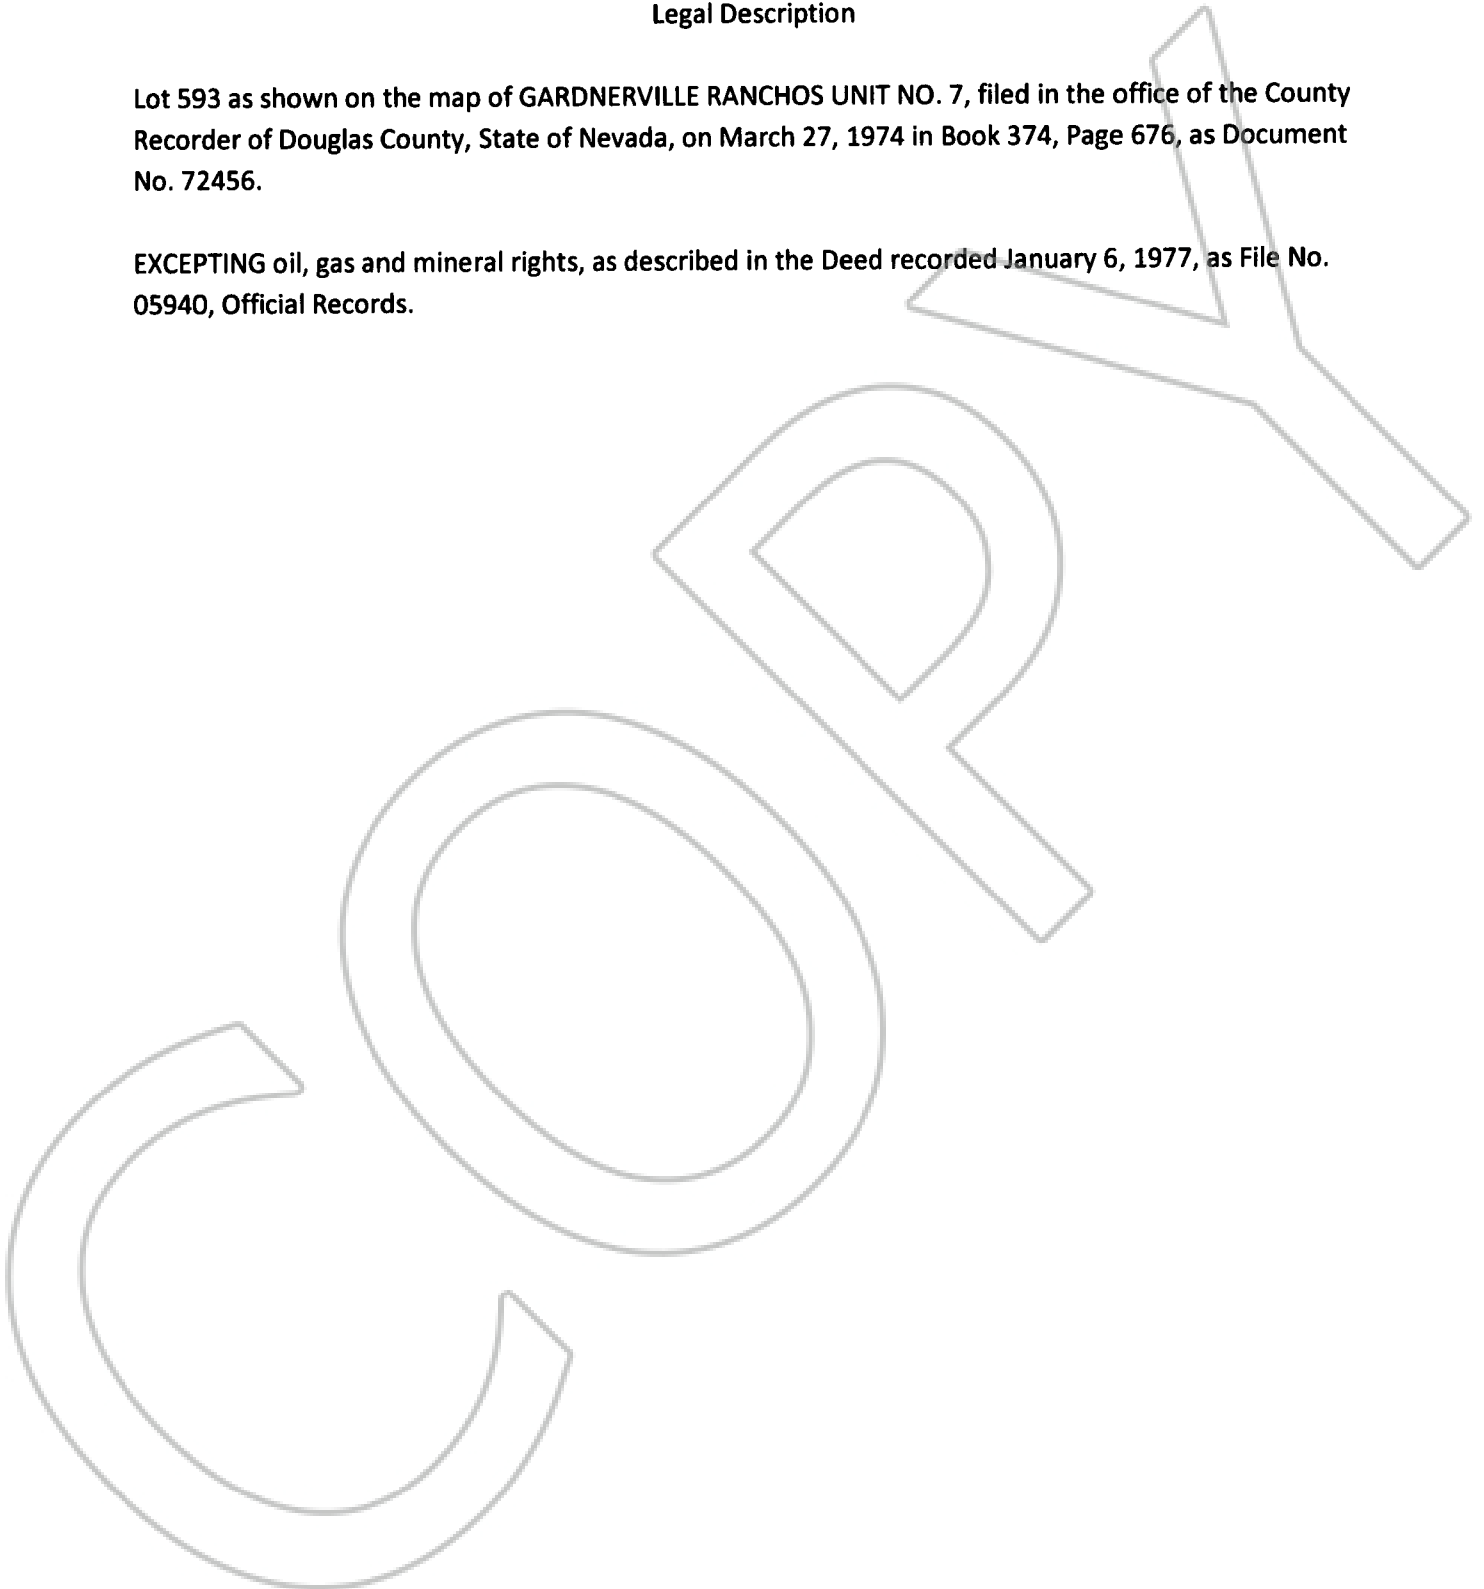 Legal Description
Lot 593 as shown on the map of GARDNERVILLE RANCHOS UNIT NO. 7, filed in the office of the County
Recorder of Douglas County, State of Nevada, on March 27, 1974 in Book 374, Page 676, as Document
No. 72456.
EXCEPTING oil, gas and mineral rights, as described in the Deed recorded January 6, 1977, as File No.
05940, Official Records.
COPY